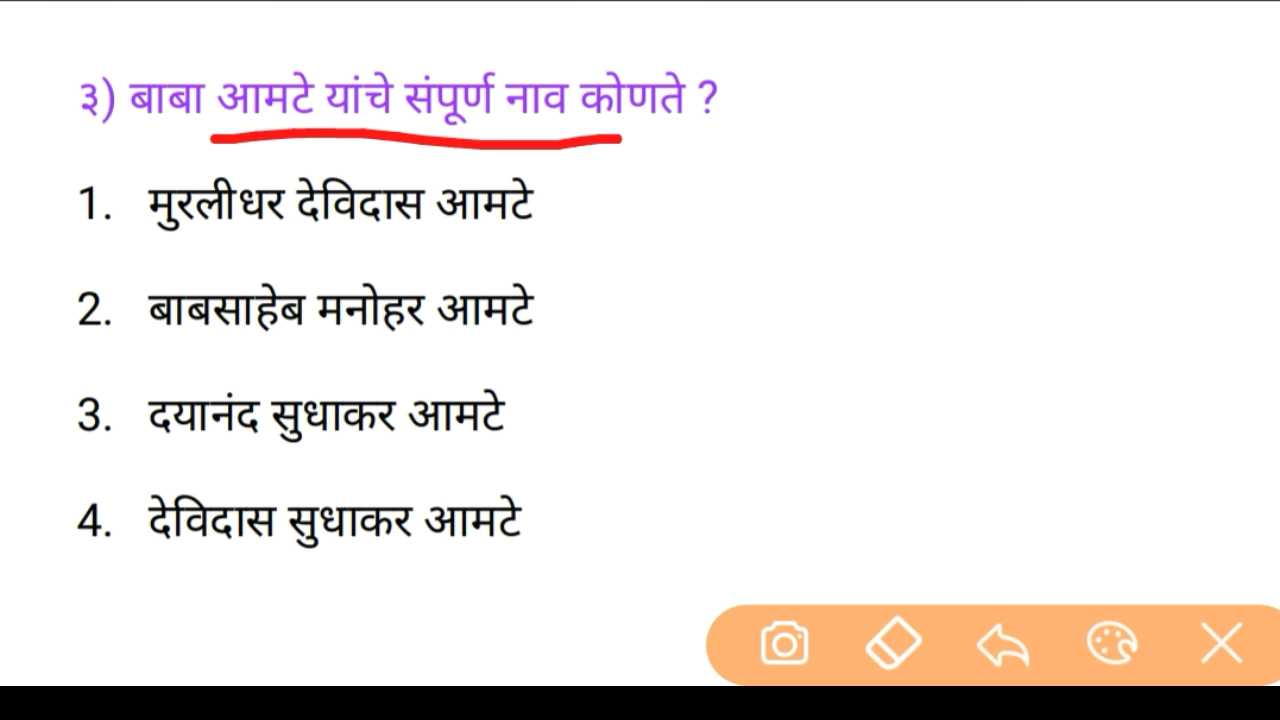 ३) बाबा आमटे यांचे संपूर्ण नाव कोणते ?
1. मुरलीधर देविदास आमटे
2. बाबसाहेब मनोहर आमटे
3. दयानंद सुधाकर आमटे
4. देविदास सुधाकर आमटे